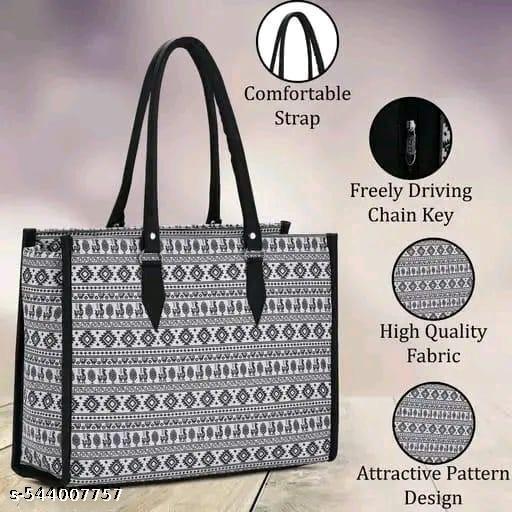 Comfortable
Strap
Freely Driving
Chain Key
High Quality
Fabric
Attractive Pattern
Design
s-544007757